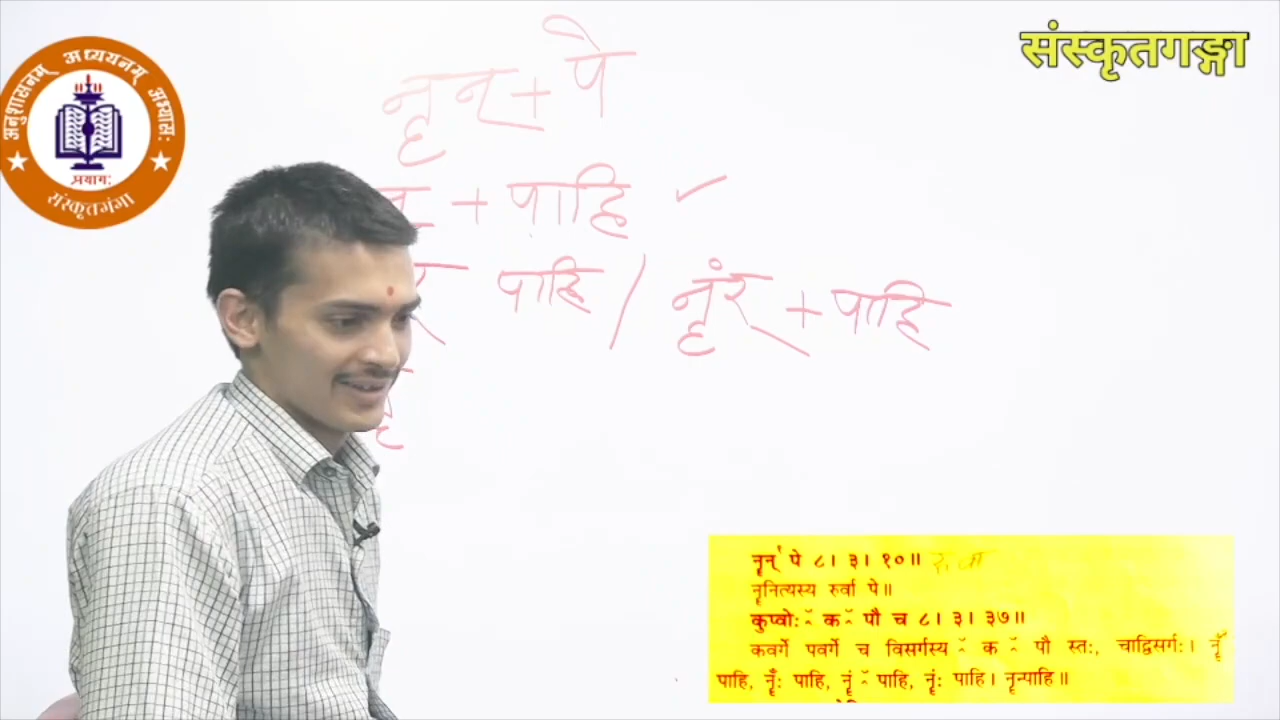 अनुशासनम् अध्ययनम् अभ्यासः
प्रयागः
संस्कृतगंगा
संस्कृतगङ्गा
नॄन् + पे
+ पाहि ✓
पाहि / नॄंर् + पाहि
नॄन् पे ८। ३। १०॥
नॄनित्यस्य रुर्वा पे॥
कुप्वोः ᳲ क ᳲ पौ च ८। ३। ३७॥
कवर्गे पवर्गे च विसर्गस्य ᳲ क ᳲ पौ स्तः, चाद्विसर्गः। नॄँᳲ
पाहि, नॄँः पाहि, नॄंᳲ पाहि, नॄंः पाहि। नॄन्पाहि॥